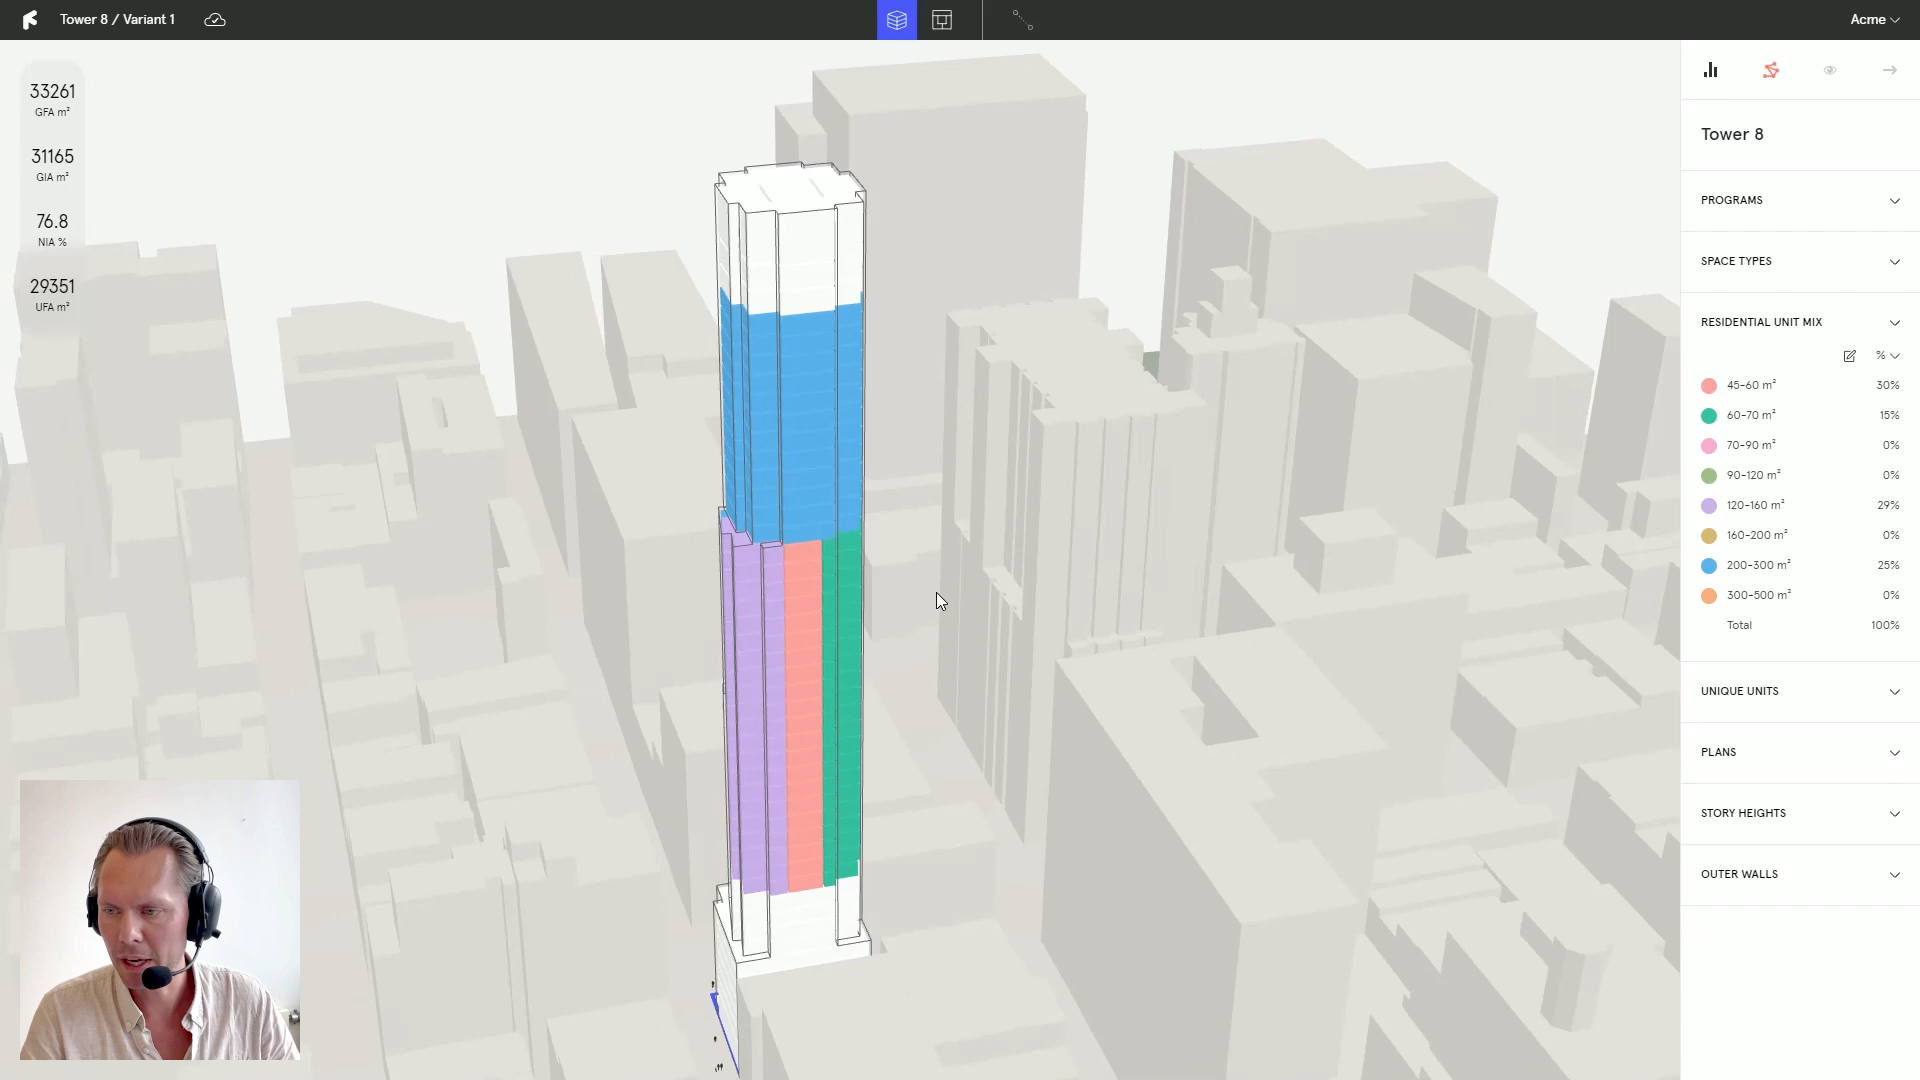 Tower 8 / Variant 1
Acme
33261
GFA m²
31165
GIA m²
76.8
NIA %
29351
UFA m²
Tower 8
PROGRAMS
SPACE TYPES
RESIDENTIAL UNIT MIX
%
45-60 m² 30%
60-70 m² 15%
70-90 m² 0%
90-120 m² 0%
120-160 m² 29%
160-200 m² 0%
200-300 m² 25%
300-500 m² 0%
Total 100%
UNIQUE UNITS
PLANS
STORY HEIGHTS
OUTER WALLS